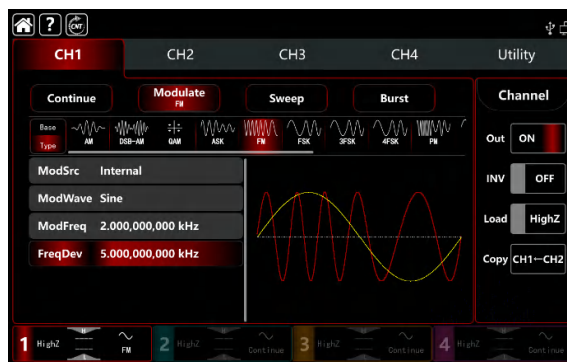 ? CNT
CH1 CH2 CH3 CH4 Utility
Continue Modulate FM Sweep Burst Channel
Base Type AM DSB-AM QAM ASK FM FSK 3FSK 4FSK PM
Out ON
ModSrc Internal
INV OFF
ModWave Sine
Load HighZ
ModFreq 2.000,000,000 kHz
FreqDev 5.000,000,000 kHz
Copy CH1←CH2
1 HighZ FM 2 HighZ Continue 3 HighZ Continue 4 HighZ Continue